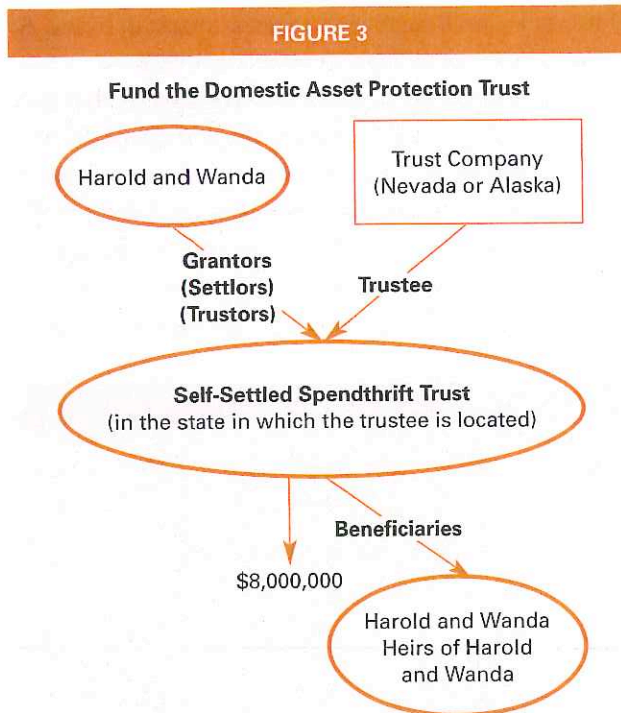 FIGURE 3
Fund the Domestic Asset Protection Trust
Harold and Wanda
Trust Company
(Nevada or Alaska)
Grantors
(Settlors)
(Trustors)
Trustee
Self-Settled Spendthrift Trust
(in the state in which the trustee is located)
Beneficiaries
$8,000,000
Harold and Wanda
Heirs of Harold
and Wanda